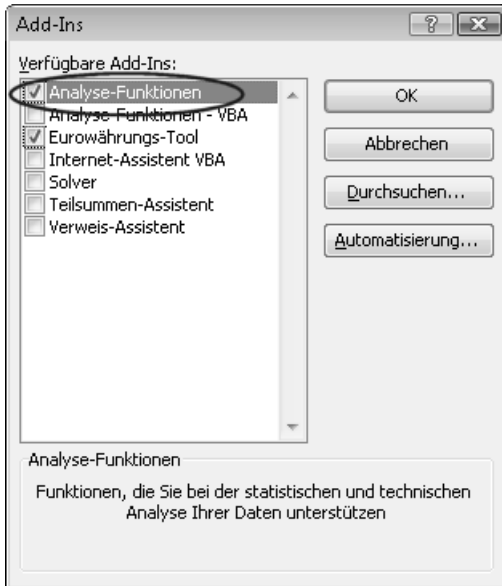 Add-Ins
Verfügbare Add-Ins:
Analyse-Funktionen
Analyse-Funktionen - VBA
Eurowährungs-Tool
Internet-Assistent VBA
Solver
Teilsummen-Assistent
Verweis-Assistent
OK
Abbrechen
Durchsuchen...
Automatisierung...
Analyse-Funktionen
Funktionen, die Sie bei der statistischen und technischen
Analyse Ihrer Daten unterstützen